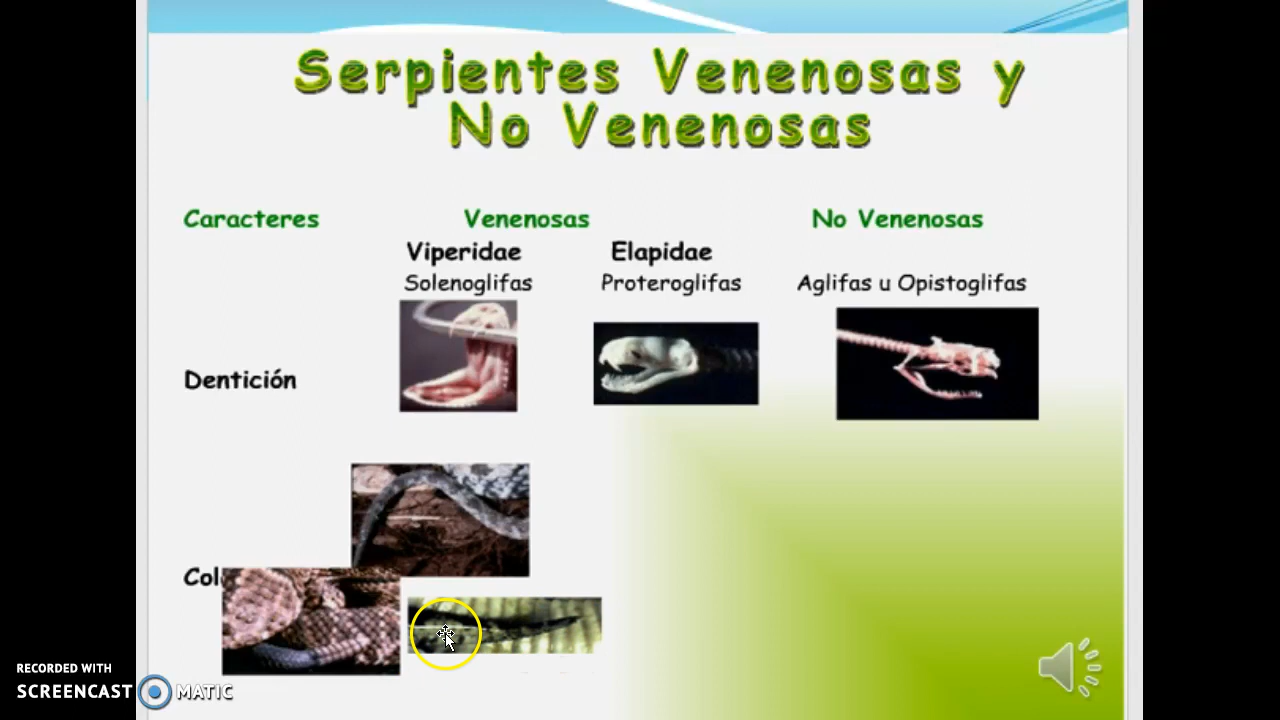 Serpientes Venenosas y
No Venenosas
Caracteres Venenosas No Venenosas
Viperidae Elapidae
Solenoglifas Proteroglifas Aglifas u Opistoglifas
Dentición
Col
RECORDED WITH
SCREENCAST MATIC